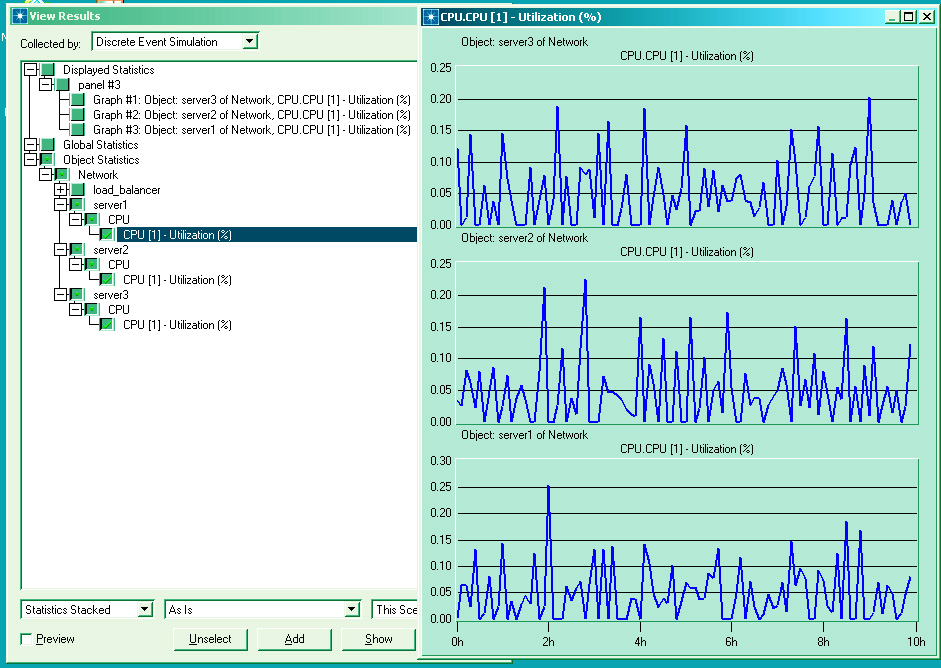 View Results
Collected by: Discrete Event Simulation
Displayed Statistics
panel #3
Graph #1: Object: server3 of Network, CPU.CPU [1] - Utilization (%)
Graph #2: Object: server2 of Network, CPU.CPU [1] - Utilization (%)
Graph #3: Object: server1 of Network, CPU.CPU [1] - Utilization (%)
Global Statistics
Object Statistics
Network
load_balancer
server1
CPU
CPU [1] - Utilization (%)
server2
CPU
CPU [1] - Utilization (%)
server3
CPU
CPU [1] - Utilization (%)
Statistics Stacked
As Is
This Sce
Preview
Unselect
Add
Show
CPU.CPU [1] - Utilization (%)
Object: server3 of Network
CPU.CPU [1] - Utilization (%)
0.25
0.20
0.15
0.10
0.05
0.00
Object: server2 of Network
CPU.CPU [1] - Utilization (%)
0.25
0.20
0.15
0.10
0.05
0.00
Object: server1 of Network
CPU.CPU [1] - Utilization (%)
0.30
0.25
0.20
0.15
0.10
0.05
0.00
0h 2h 4h 6h 8h 10h